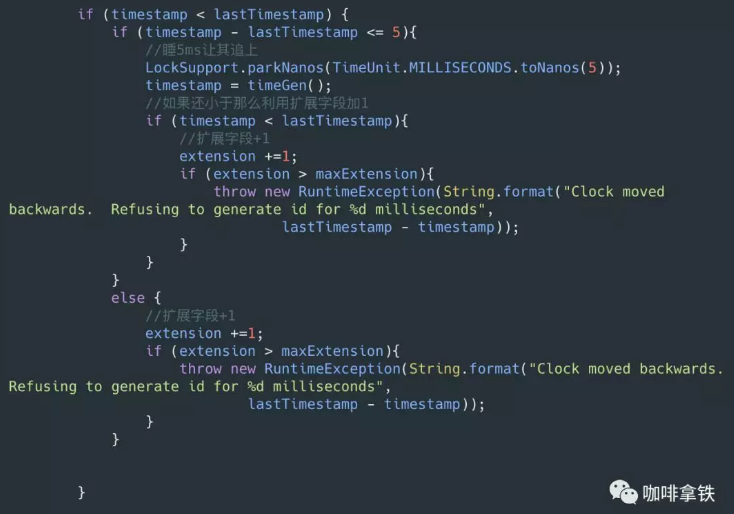 if (timestamp < lastTimestamp) {
if (timestamp - lastTimestamp <= 5){
//睡5ms让其追上
LockSupport.parkNanos(TimeUnit.MILLISECONDS.toNanos(5));
timestamp = timeGen();
//如果还小于那么利用扩展字段加1
if (timestamp < lastTimestamp){
//扩展字段+1
extension +=1;
if (extension > maxExtension){
throw new RuntimeException(String.format("Clock moved
backwards.  Refusing to generate id for %d milliseconds",
lastTimestamp - timestamp));
}
}
}
else {
//扩展字段+1
extension +=1;
if (extension > maxExtension){
throw new RuntimeException(String.format("Clock moved backwards.
Refusing to generate id for %d milliseconds",
lastTimestamp - timestamp));
}
}
}
咖啡拿铁